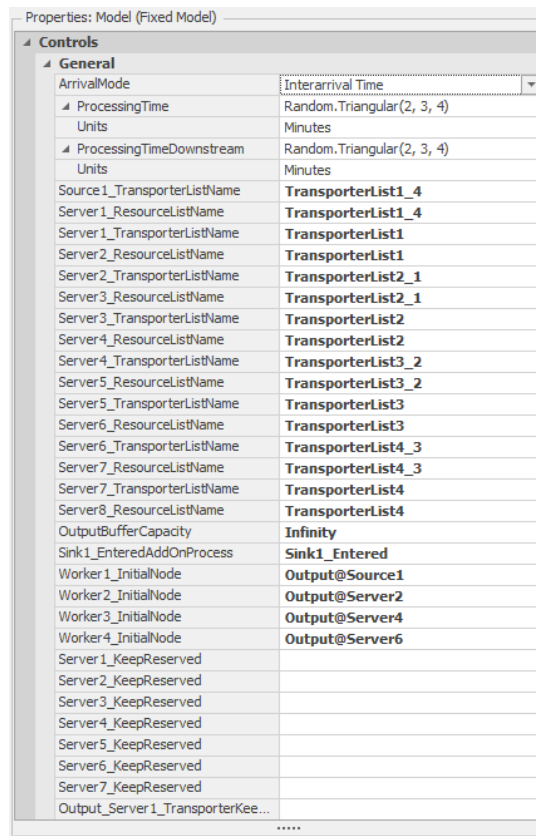 Properties: Model (Fixed Model)
Controls
General
ArrivalMode Interarrival Time
ProcessingTime Random.Triangular(2, 3, 4)
Units Minutes
ProcessingTimeDownstream Random.Triangular(2, 3, 4)
Units Minutes
Source1_TransporterListName TransporterList1_4
Server1_ResourceListName TransporterList1_4
Server1_TransporterListName TransporterList1
Server2_ResourceListName TransporterList1
Server2_TransporterListName TransporterList2_1
Server3_ResourceListName TransporterList2_1
Server3_TransporterListName TransporterList2
Server4_ResourceListName TransporterList2
Server4_TransporterListName TransporterList3_2
Server5_ResourceListName TransporterList3_2
Server5_TransporterListName TransporterList3
Server6_ResourceListName TransporterList3
Server6_TransporterListName TransporterList4_3
Server7_ResourceListName TransporterList4_3
Server7_TransporterListName TransporterList4
Server8_ResourceListName TransporterList4
OutputBufferCapacity Infinity
Sink1_EnteredAddOnProcess Sink1_Entered
Worker1_InitialNode Output@Source1
Worker2_InitialNode Output@Server2
Worker3_InitialNode Output@Server4
Worker4_InitialNode Output@Server6
Server1_KeepReserved
Server2_KeepReserved
Server3_KeepReserved
Server4_KeepReserved
Server5_KeepReserved
Server6_KeepReserved
Server7_KeepReserved
Output_Server1_TransporterKee...